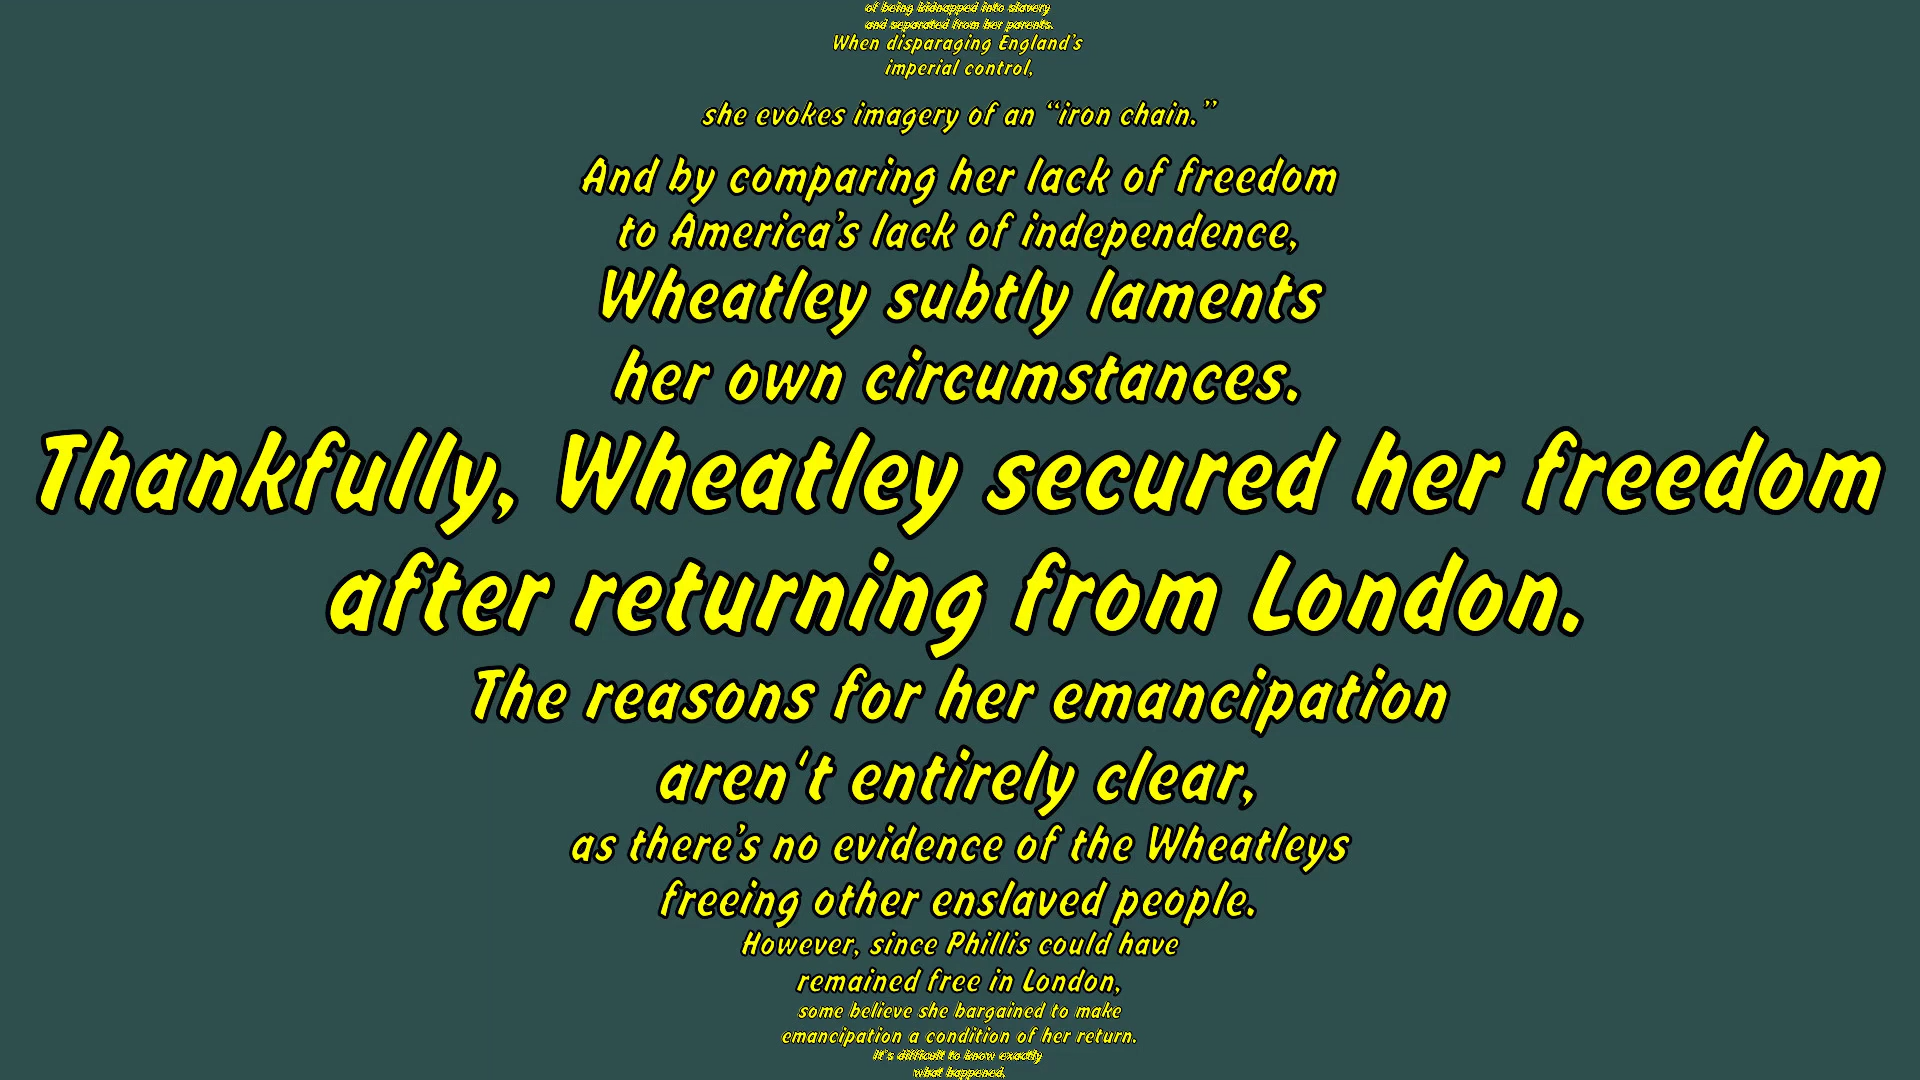 of being kidnapped into slavery
and separated from her parents.
When disparaging England’s
imperial control,
she evokes imagery of an “iron chain.”
And by comparing her lack of freedom
to America’s lack of independence,
Wheatley subtly laments
her own circumstances.
Thankfully, Wheatley secured her freedom
after returning from London.
The reasons for her emancipation
aren't entirely clear,
as there’s no evidence of the Wheatleys
freeing other enslaved people.
However, since Phillis could have
remained free in London,
some believe she bargained to make
emancipation a condition of her return.
It’s difficult to know exactly
what happened,